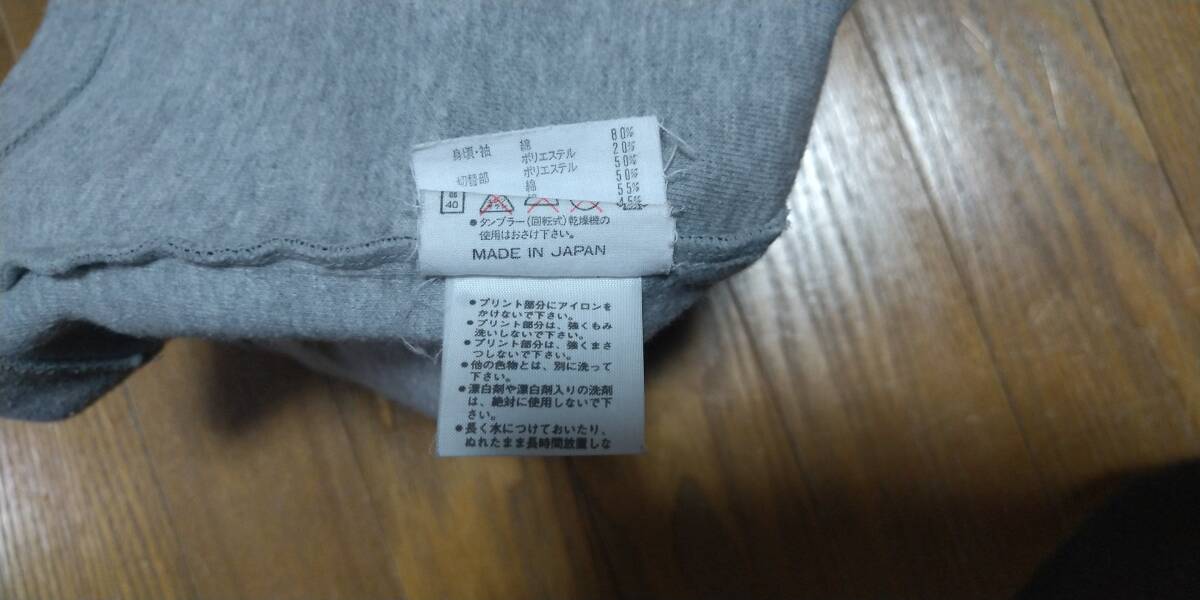 身頃・袖 綿 80%
ポリエステル 20%
切替部 ポリエステル 50%
綿 50%
55%
45%
40
●タンブラー(回転式)乾燥機の
使用はおさけ下さい。
MADE IN JAPAN
●プリント部分にアイロンを
かけないで下さい。
●プリント部分は、強くもみ
洗いしないで下さい。
●プリント部分は、強くまさ
つしないで下さい。
●他の色物とは、別に洗って
下さい。
●漂白剤や漂白剤入りの洗剤
は、絶対に使用しないで下
さい。
●長く水につけておいたり、
ぬれたまま長時間放置しな